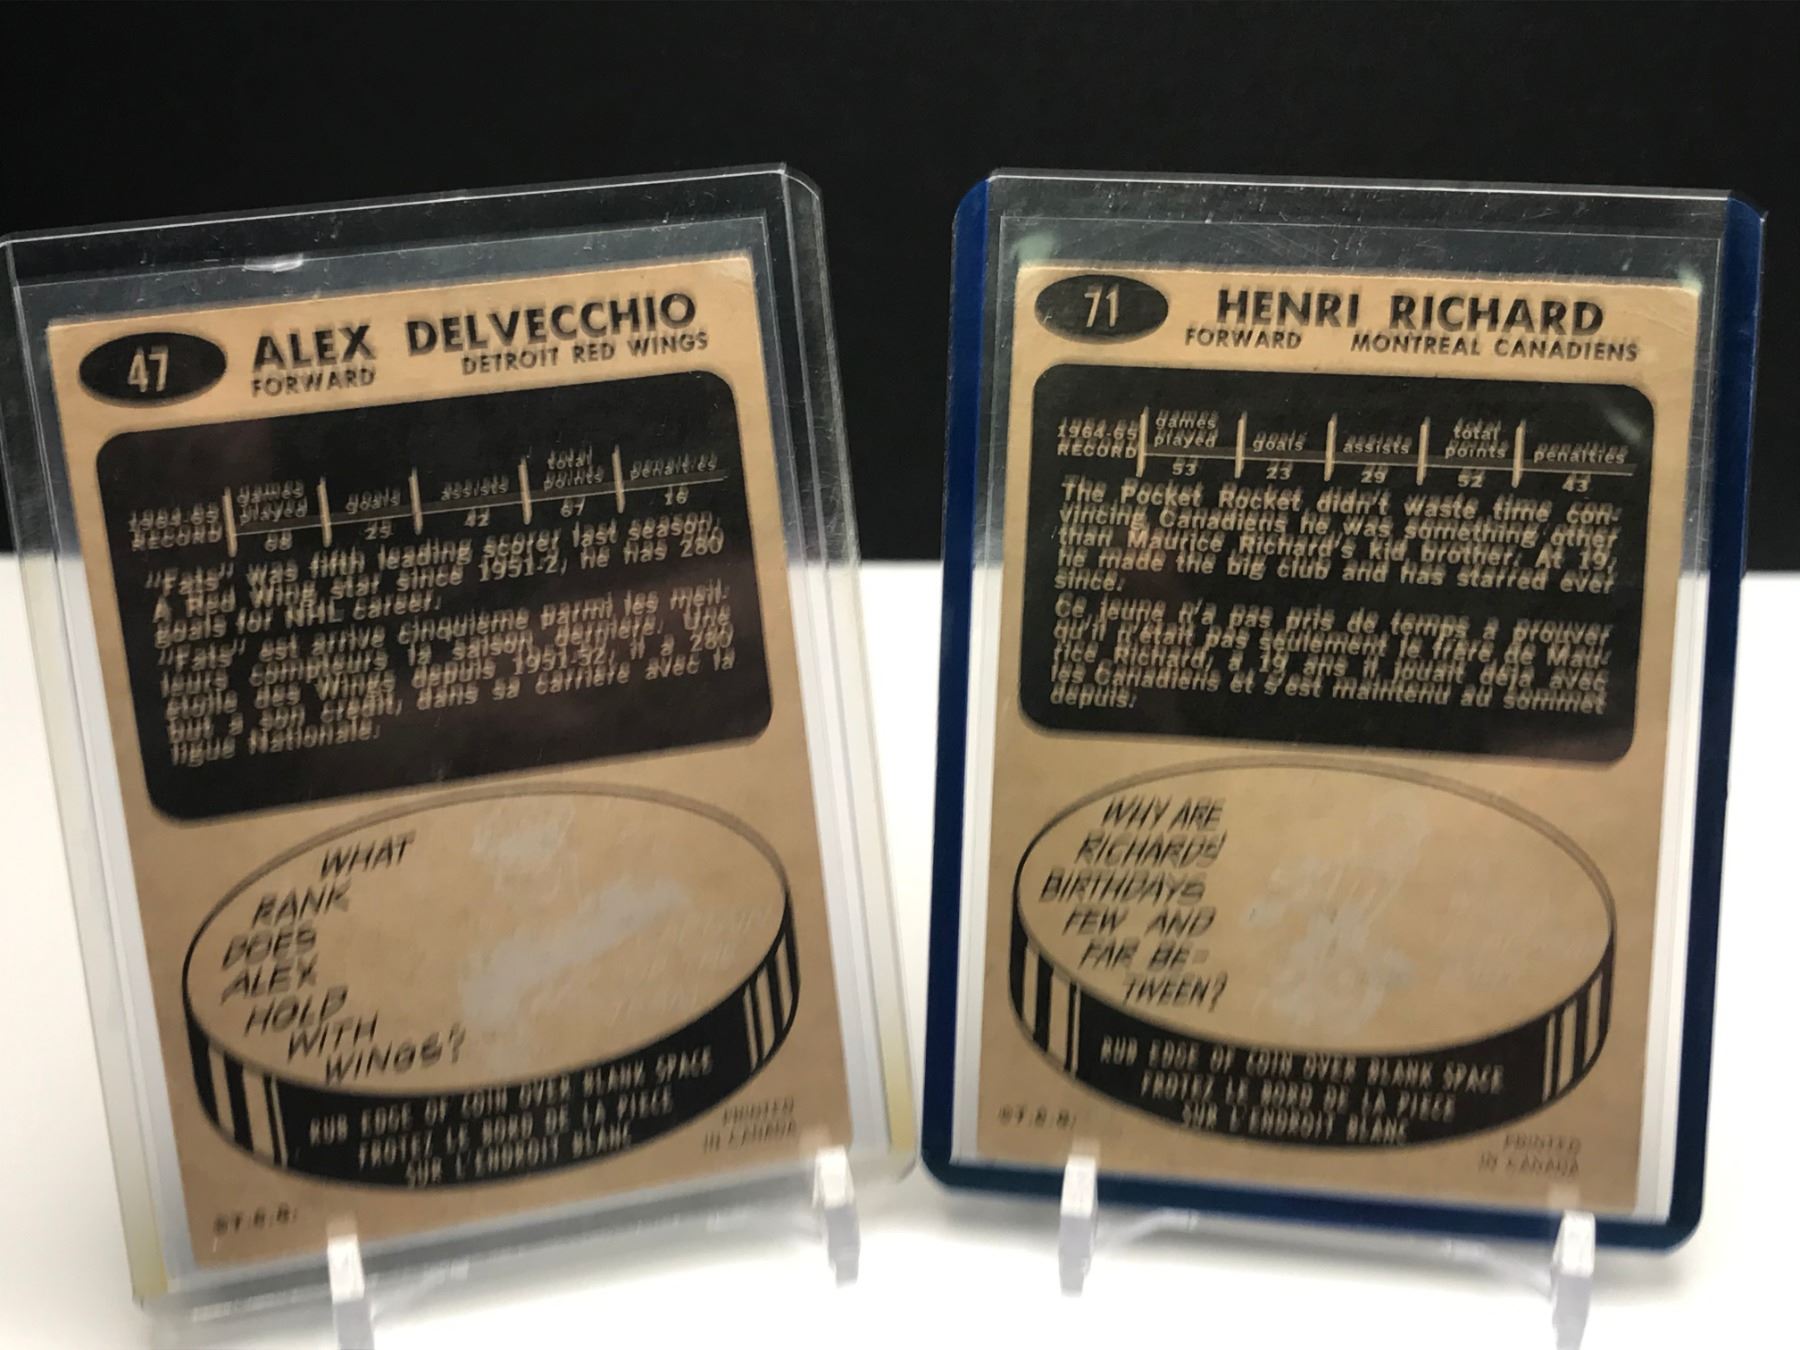 47
ALEX DELVECCHIO
FORWARD DETROIT RED WINGS
1964-65 RECORD games played goals assists total points penalties
68 25 42 67 16
"Fats" was fifth leading scorer last season,
A Red Wing star since 1951-2, he has 280
goals for NHL career.
"Fats" est arrive cinquieme parmi les meil-
leurs compteurs la saison derniere. Une
etoile des Wings depuis 1951-52, il a 280
but a son credit, dans sa carriere avec la
ligue Nationale.
WHAT
RANK
DOES
ALEX
HOLD
WITH
WINGS?
RUB EDGE OF COIN OVER BLANK SPACE
FROTEZ LE BORD DE LA PIECE
SUR L'ENDROIT BLANC
PRINTED
IN CANADA
©T.C.G.
71
HENRI RICHARD
FORWARD MONTREAL CANADIENS
1964-65 RECORD games played goals assists total points penalties
53 23 29 52 43
The Pocket Rocket didn't waste time con-
vincing Canadiens he was something other
than Maurice Richard's kid brother. At 19,
he made the big club and has starred ever
since.
Ce jeune n'a pas pris de temps a prouver
qu'il n'était pas seulement le frère de Mau-
rice Richard, a 19 ans il jouait déjà avec
les Canadiens et s'est maintenu au sommet
depuis.
WHY ARE
RICHARDS'
BIRTHDAYS
FEW AND
FAR BE-
TWEEN?
RUB EDGE OF COIN OVER BLANK SPACE
FROTEZ LE BORD DE LA PIECE
SUR L'ENDROIT BLANC
©T.C.G.
PRINTED
IN CANADA